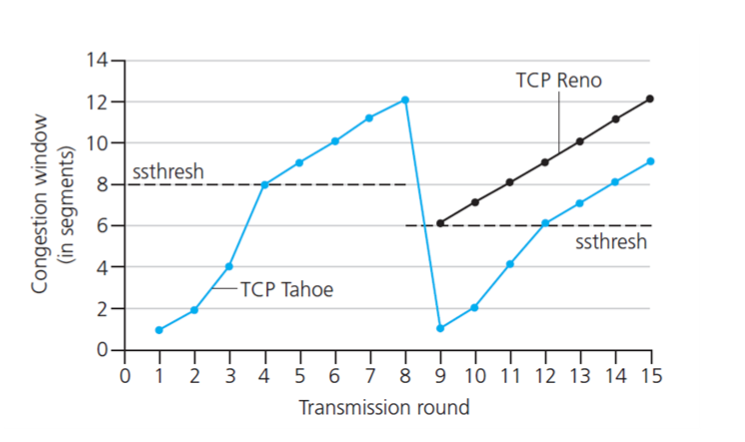 Congestion window
(in segments)
14
12
10
8
6
4
2
0
TCP Reno
ssthresh
ssthresh
TCP Tahoe
0 1 2 3 4 5 6 7 8 9 10 11 12 13 14 15
Transmission round